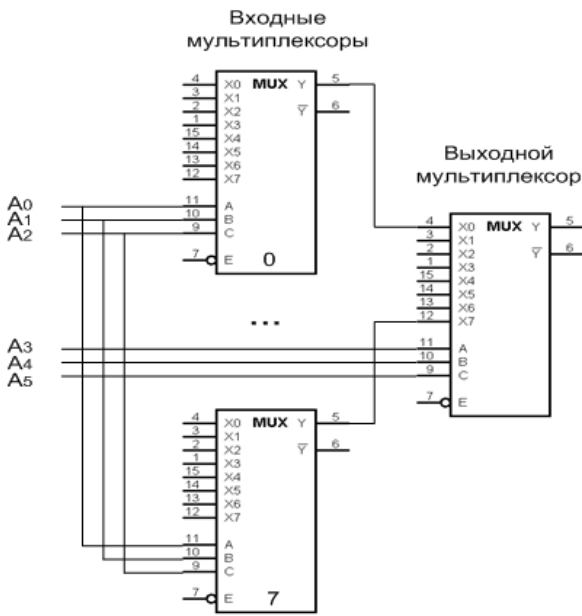 Входные
мультиплексоры
4 X0 MUX Y 5
3 X1
2 X2 Y 6
1 X3
15 X4
14 X5
13 X6
12 X7
11 A
10 B
9 C
7 E 0
A0
A1
A2
Выходной
мультиплексор
4 X0 MUX Y 5
3 X1
2 X2 Y 6
1 X3
15 X4
14 X5
13 X6
12 X7
11 A
10 B
9 C
7 E
...
A3
A4
A5
4 X0 MUX Y 5
3 X1
2 X2 Y 6
1 X3
15 X4
14 X5
13 X6
12 X7
11 A
10 B
9 C
7 E 7